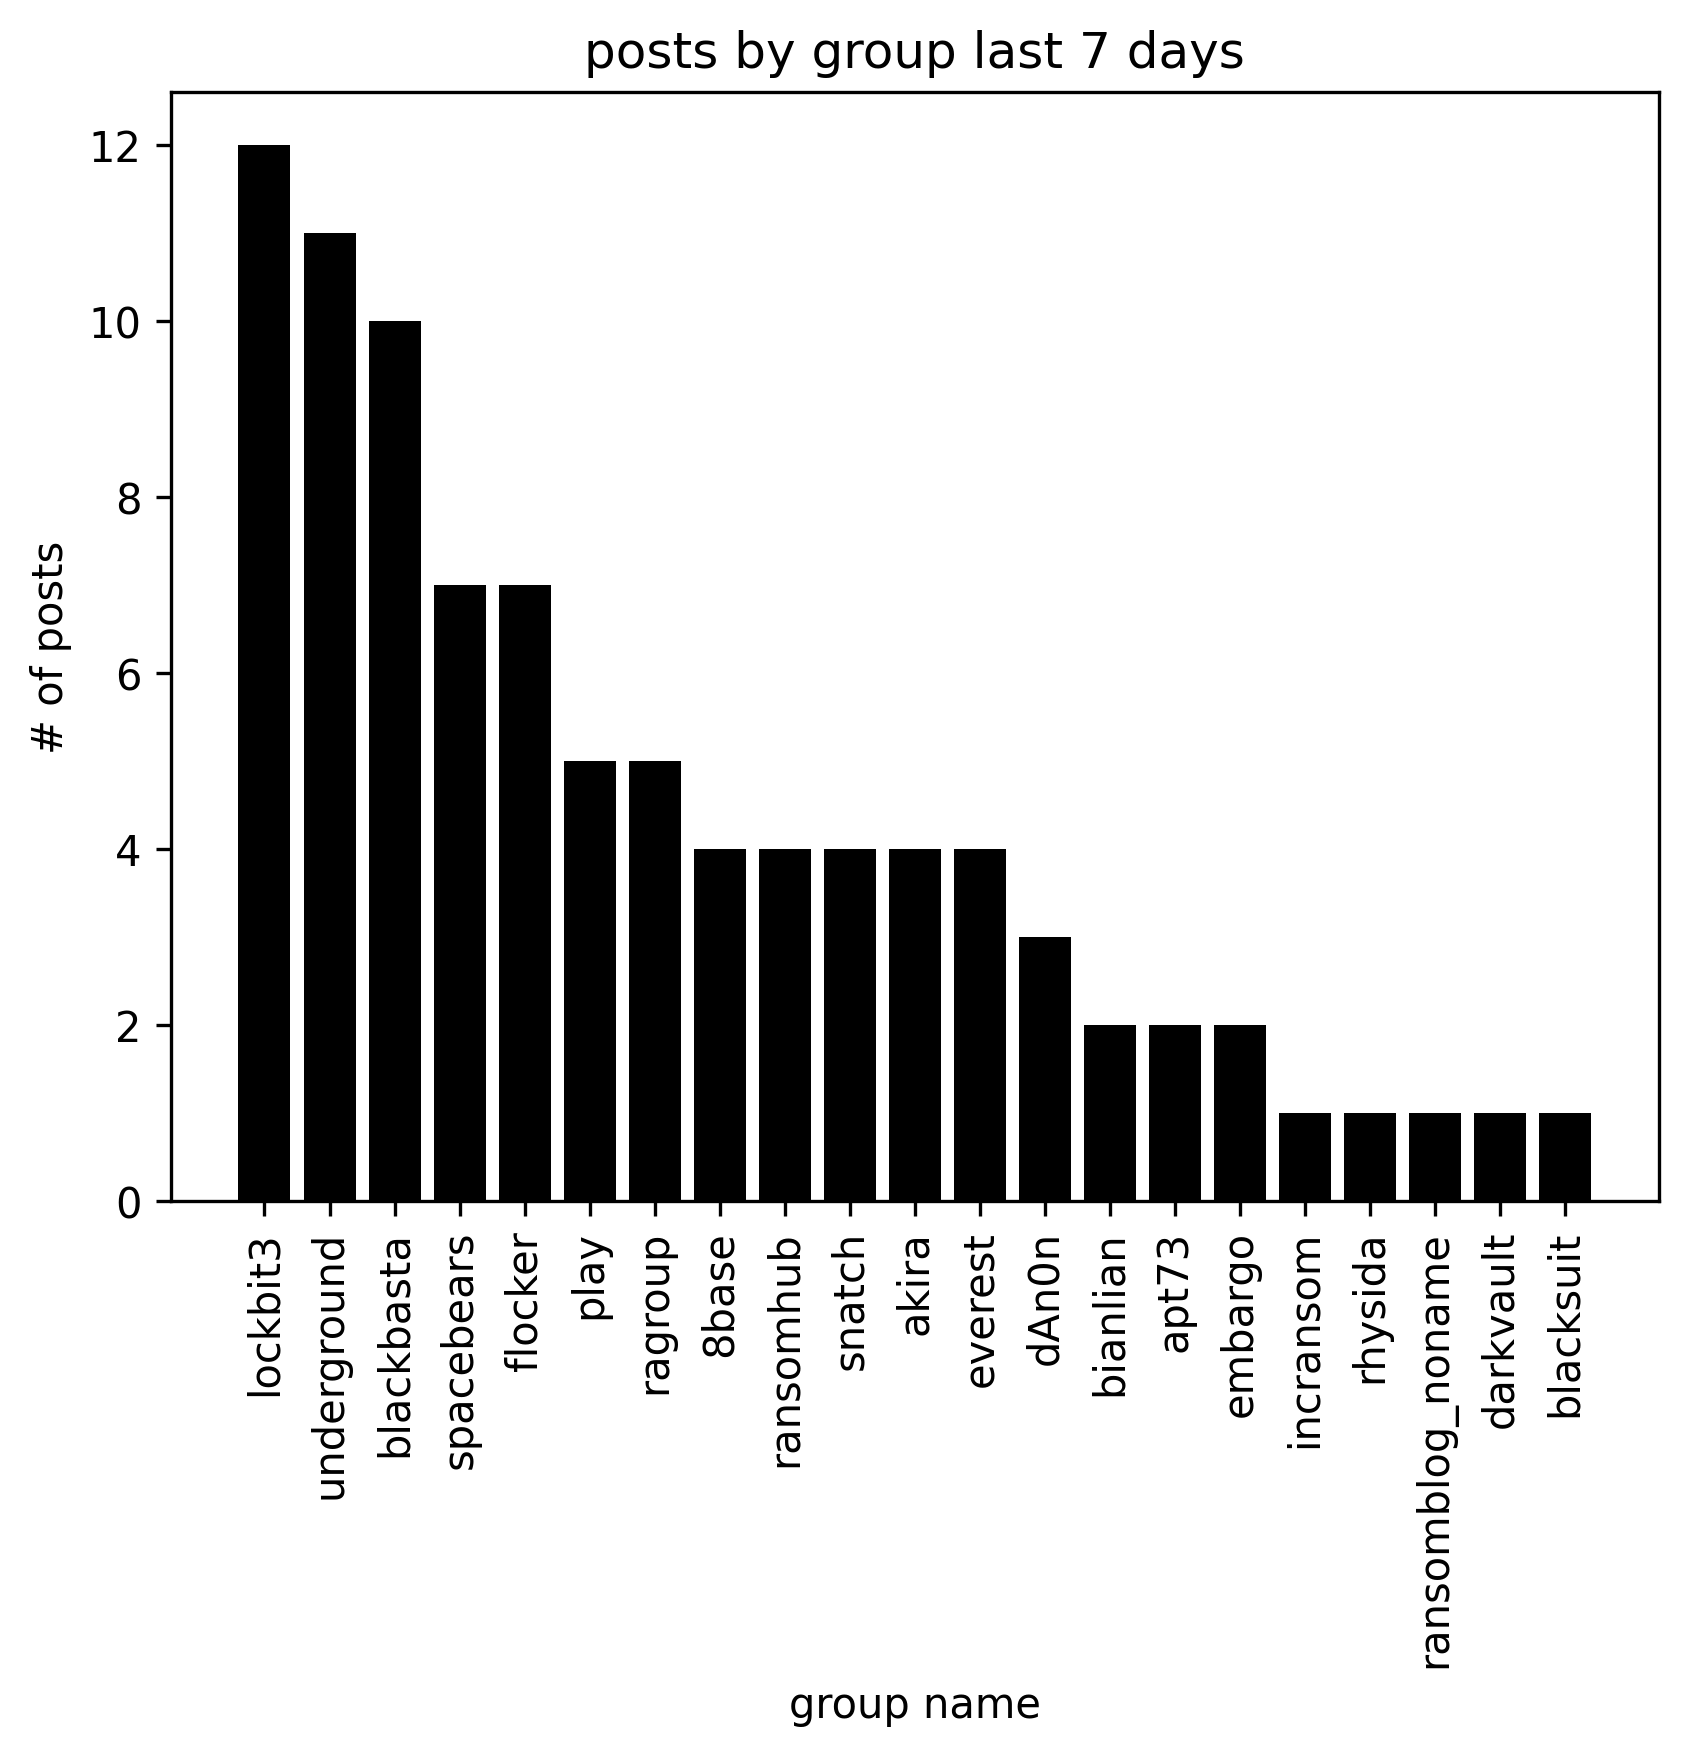 posts by group last 7 days
12
10
8
6
4
2
0
# of posts
lockbit3
underground
blackbasta
spacebears
flocker
play
ragroup
8base
ransomhub
snatch
akira
everest
dAn0n
bianlian
apt73
embargo
incransom
rhysida
ransomblog_noname
darkvault
blacksuit
group name